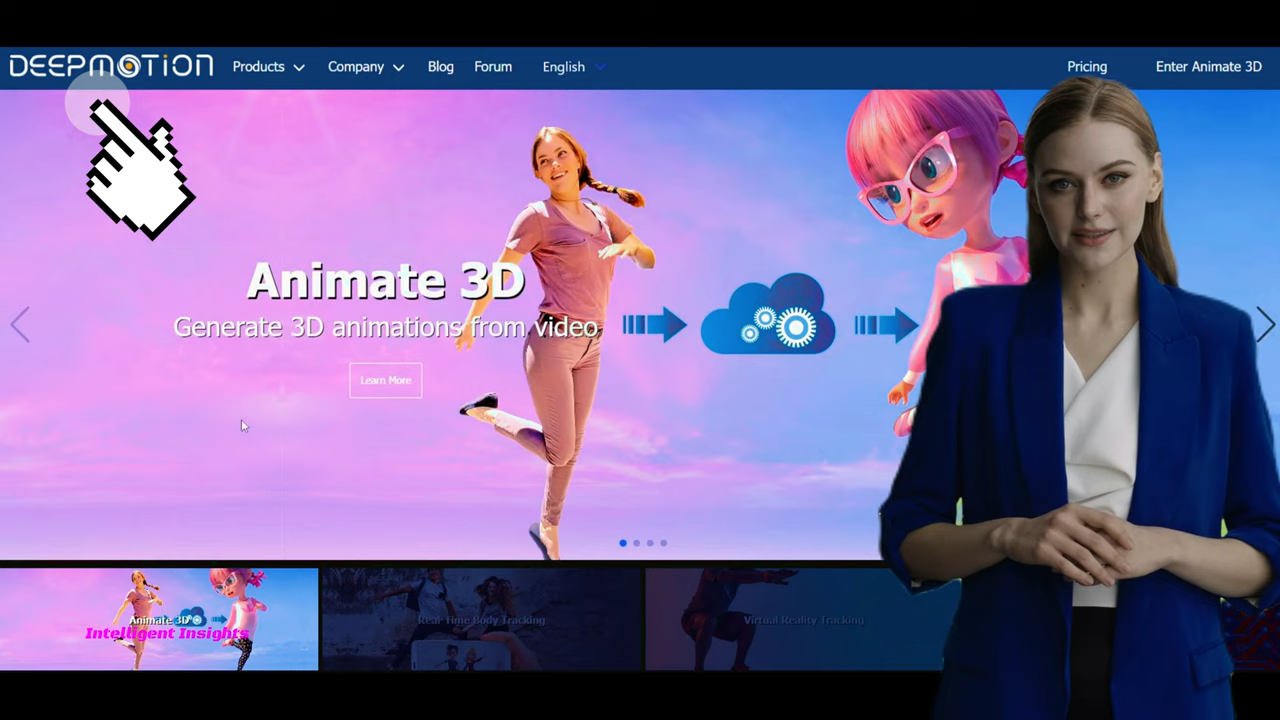 DEEPMOTION Products Company Blog Forum English Pricing Enter Animate 3D
Animate 3D
Generate 3D animations from video
Learn More
Animate 3D Real-Time Body Tracking Virtual Reality Tracking
Intelligent Insights